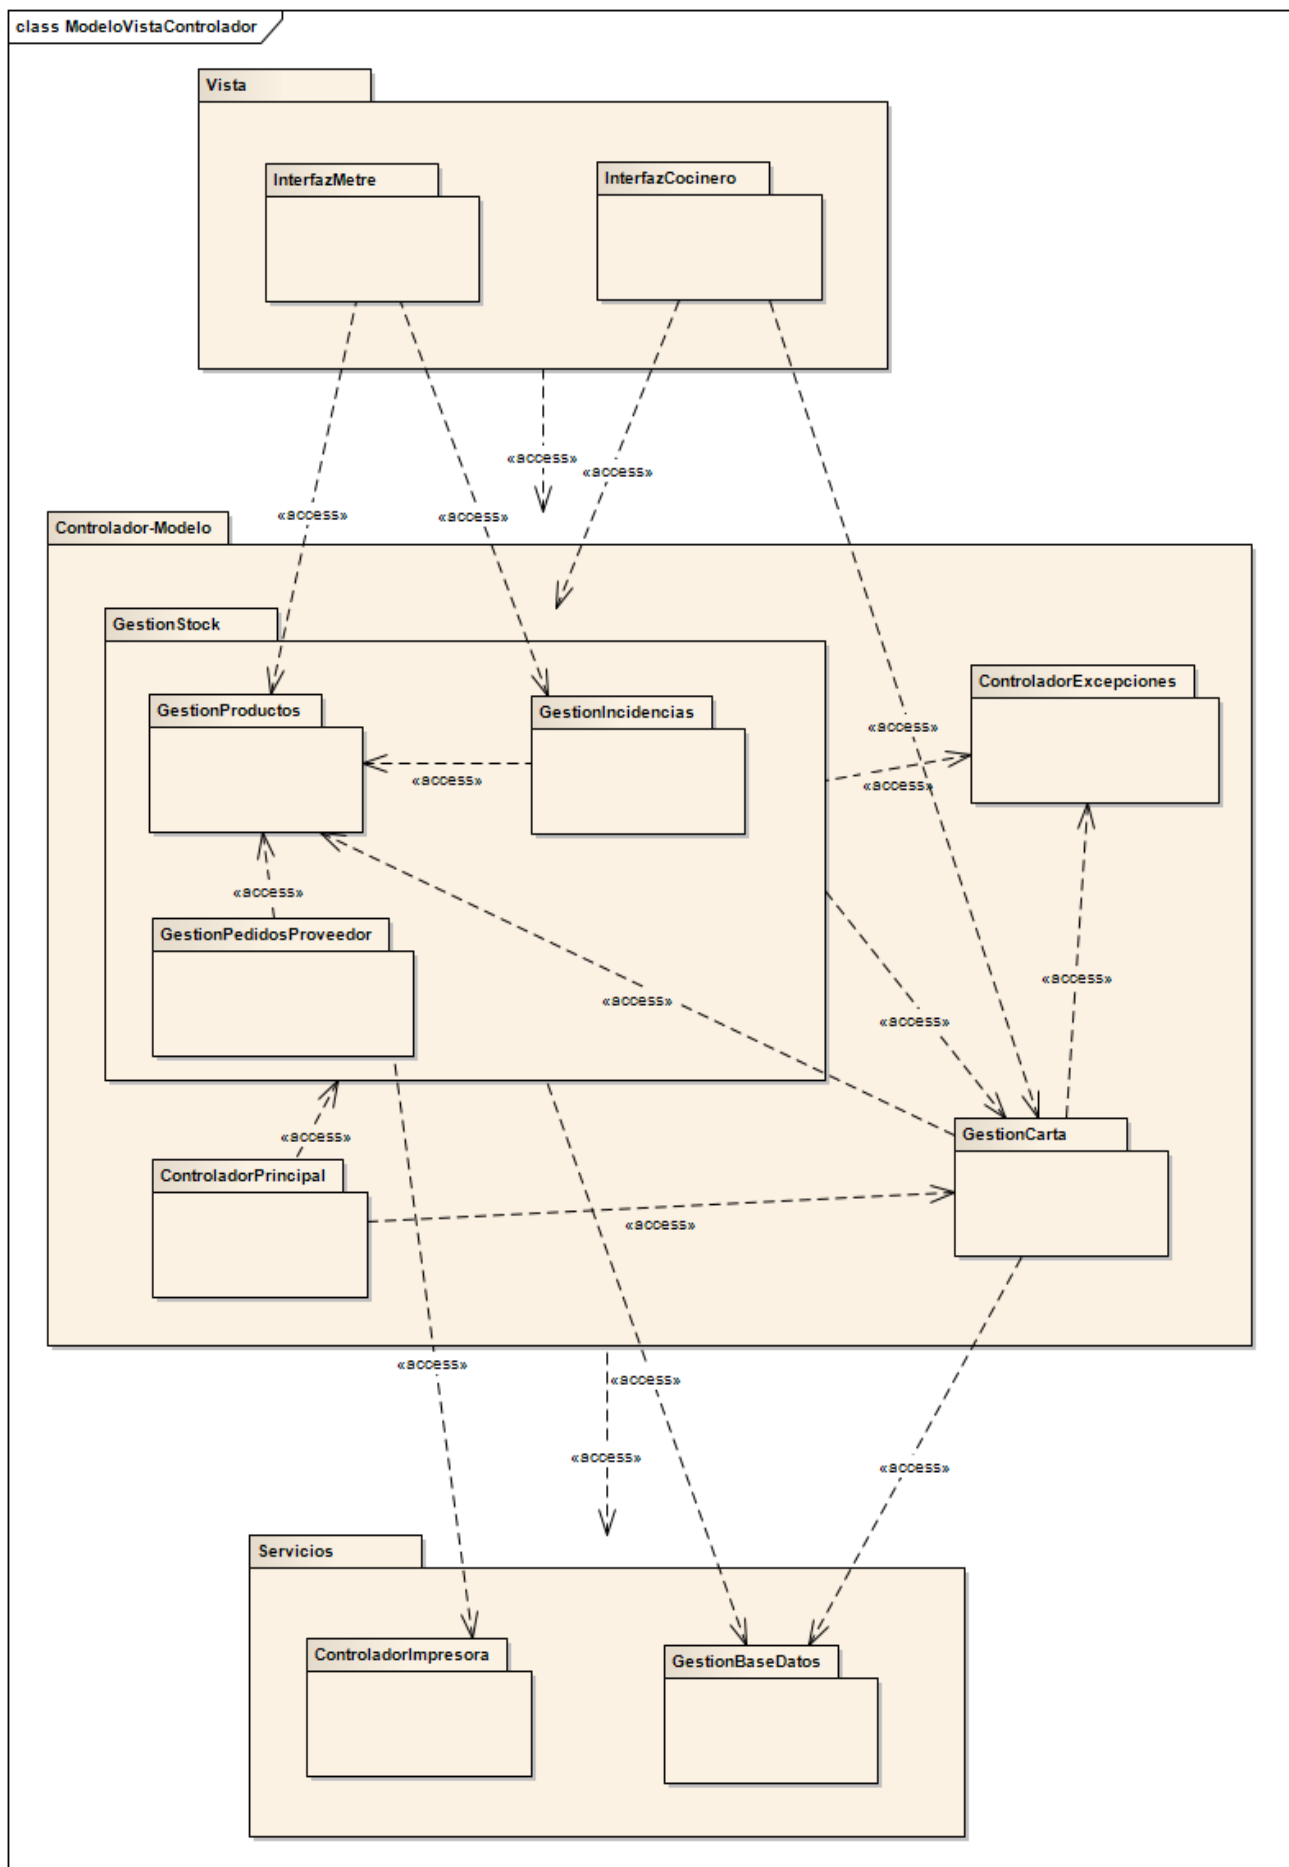 class ModeloVistaControlador
Vista
InterfazMetre
InterfazCocinero
«access»
«access»
«access»
«access»
Controlador-Modelo
GestionStock
ControladorExcepciones
GestionProductos
GestionIncidencias
«access»
«access»
«access»
«access»
GestionPedidosProveedor
«access»
«access»
«access»
GestionCarta
«access»
ControladorPrincipal
«access»
«access»
«access»
«access»
«access»
Servicios
ControladorImpresora
GestionBaseDatos